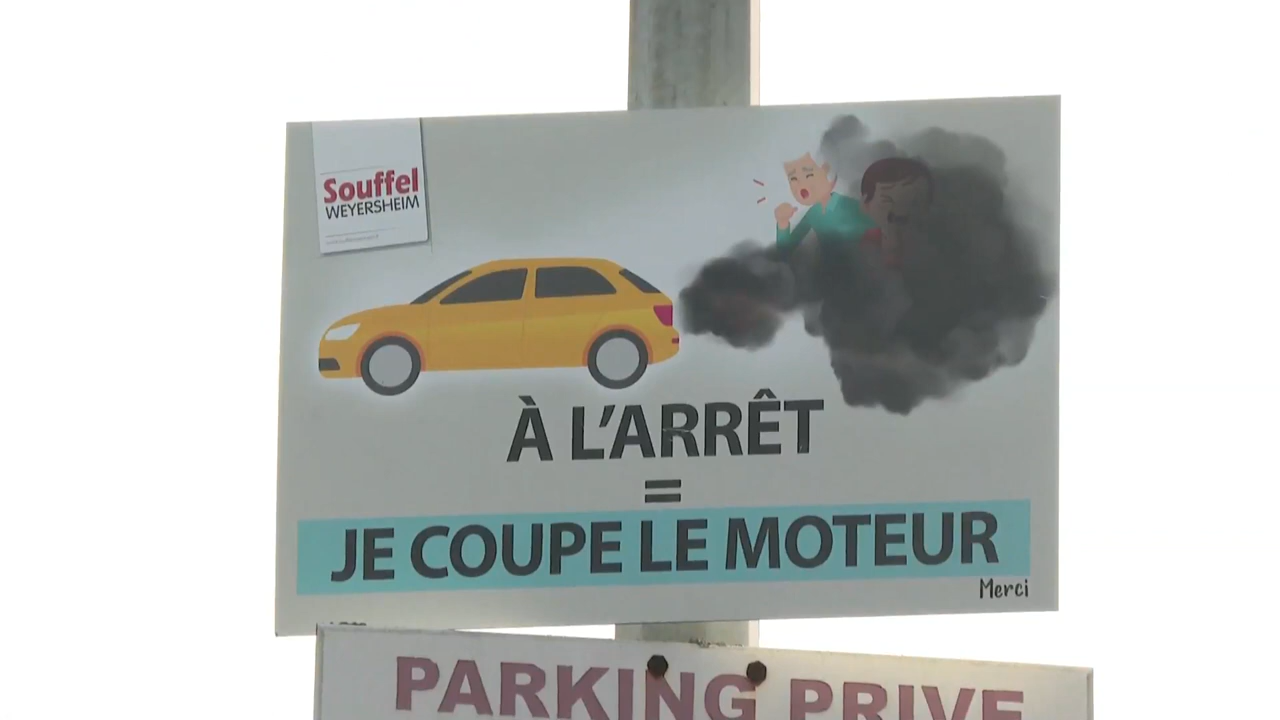 Souffel
WEYERSHEIM
À L'ARRÊT
=
JE COUPE LE MOTEUR
Merci
PARKING PRIVE